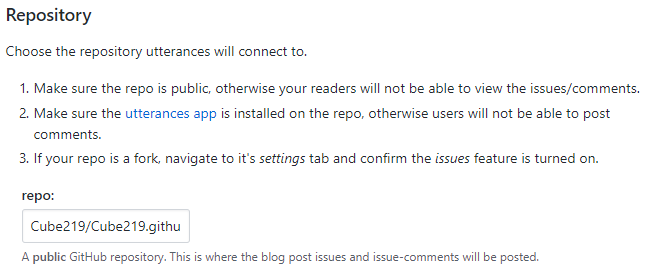 Repository
Choose the repository utterances will connect to.
1. Make sure the repo is public, otherwise your readers will not be able to view the issues/comments.
2. Make sure the utterances app is installed on the repo, otherwise users will not be able to post
comments.
3. If your repo is a fork, navigate to it's settings tab and confirm the issues feature is turned on.
repo:
Cube219/Cube219.githu
A public GitHub repository. This is where the blog post issues and issue-comments will be posted.